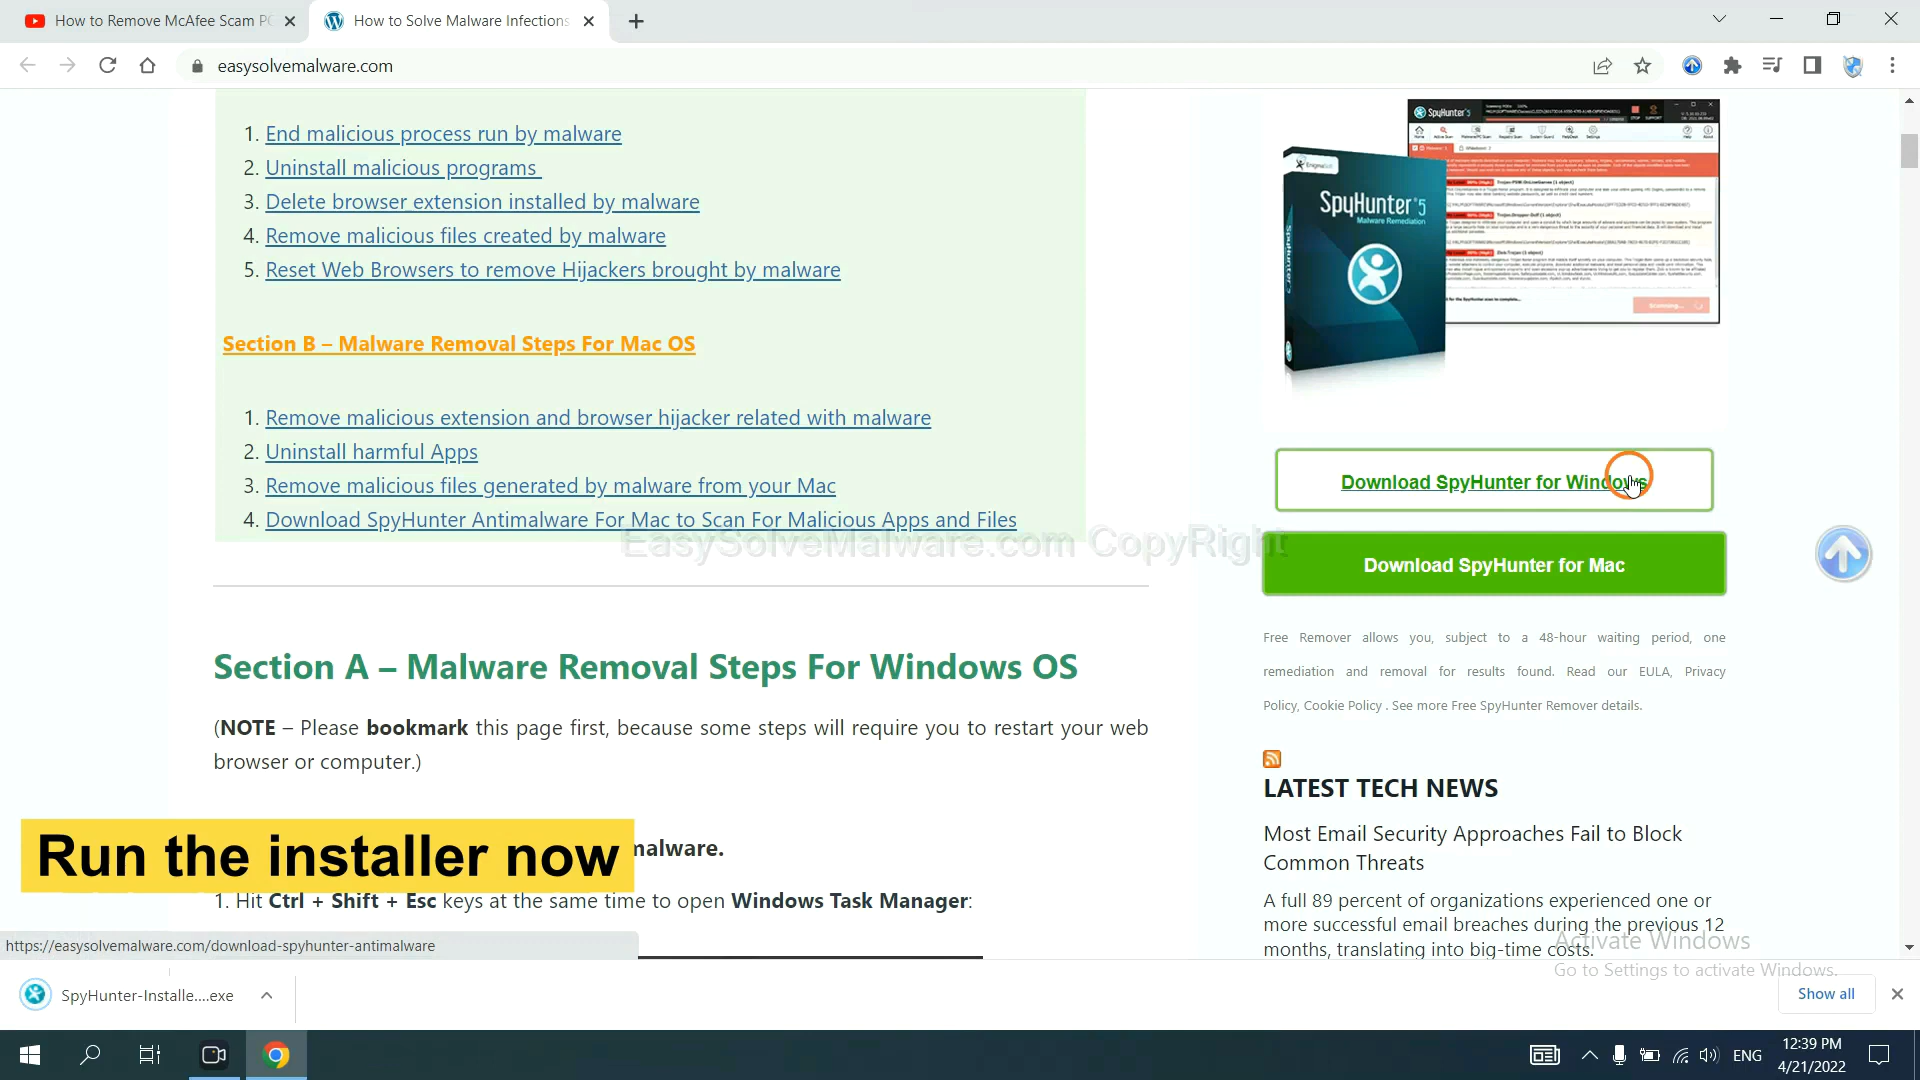 How to Remove McAfee Scam PC
How to Solve Malware Infections
easysolvemalware.com
1. End malicious process run by malware
2. Uninstall malicious programs
3. Delete browser extension installed by malware
4. Remove malicious files created by malware
5. Reset Web Browsers to remove Hijackers brought by malware
Section B – Malware Removal Steps For Mac OS
1. Remove malicious extension and browser hijacker related with malware
2. Uninstall harmful Apps
3. Remove malicious files generated by malware from your Mac
4. Download SpyHunter Antimalware For Mac to Scan For Malicious Apps and Files
EasySolveMalware.com CopyRight
Section A – Malware Removal Steps For Windows OS
(NOTE – Please bookmark this page first, because some steps will require you to restart your web
browser or computer.)
Run the installer now
malware.
1. Hit Ctrl + Shift + Esc keys at the same time to open Windows Task Manager:
https://easysolvemalware.com/download-spyhunter-antimalware
SpyHunter 5
EnigmaSoft
SpyHunter 5
Malware Remediation
SpyHunter 5
Scanning...
Download SpyHunter for Windows
Download SpyHunter for Mac
Free Remover allows you, subject to a 48-hour waiting period, one
remediation and removal for results found. Read our EULA, Privacy
Policy, Cookie Policy . See more Free SpyHunter Remover details.
LATEST TECH NEWS
Most Email Security Approaches Fail to Block
Common Threats
A full 89 percent of organizations experienced one or
more successful email breaches during the previous 12
months, translating into big-time costs.
Activate Windows
Go to Settings to activate Windows.
SpyHunter-Installe....exe
Show all
ENG
12:39 PM
4/21/2022